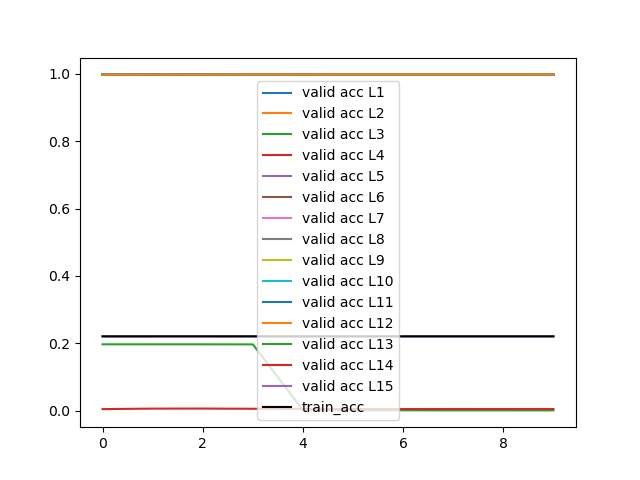 1.0
0.8
0.6
0.4
0.2
0.0
valid acc L1
valid acc L2
valid acc L3
valid acc L4
valid acc L5
valid acc L6
valid acc L7
valid acc L8
valid acc L9
valid acc L10
valid acc L11
valid acc L12
valid acc L13
valid acc L14
valid acc L15
train_acc
0 2 4 6 8